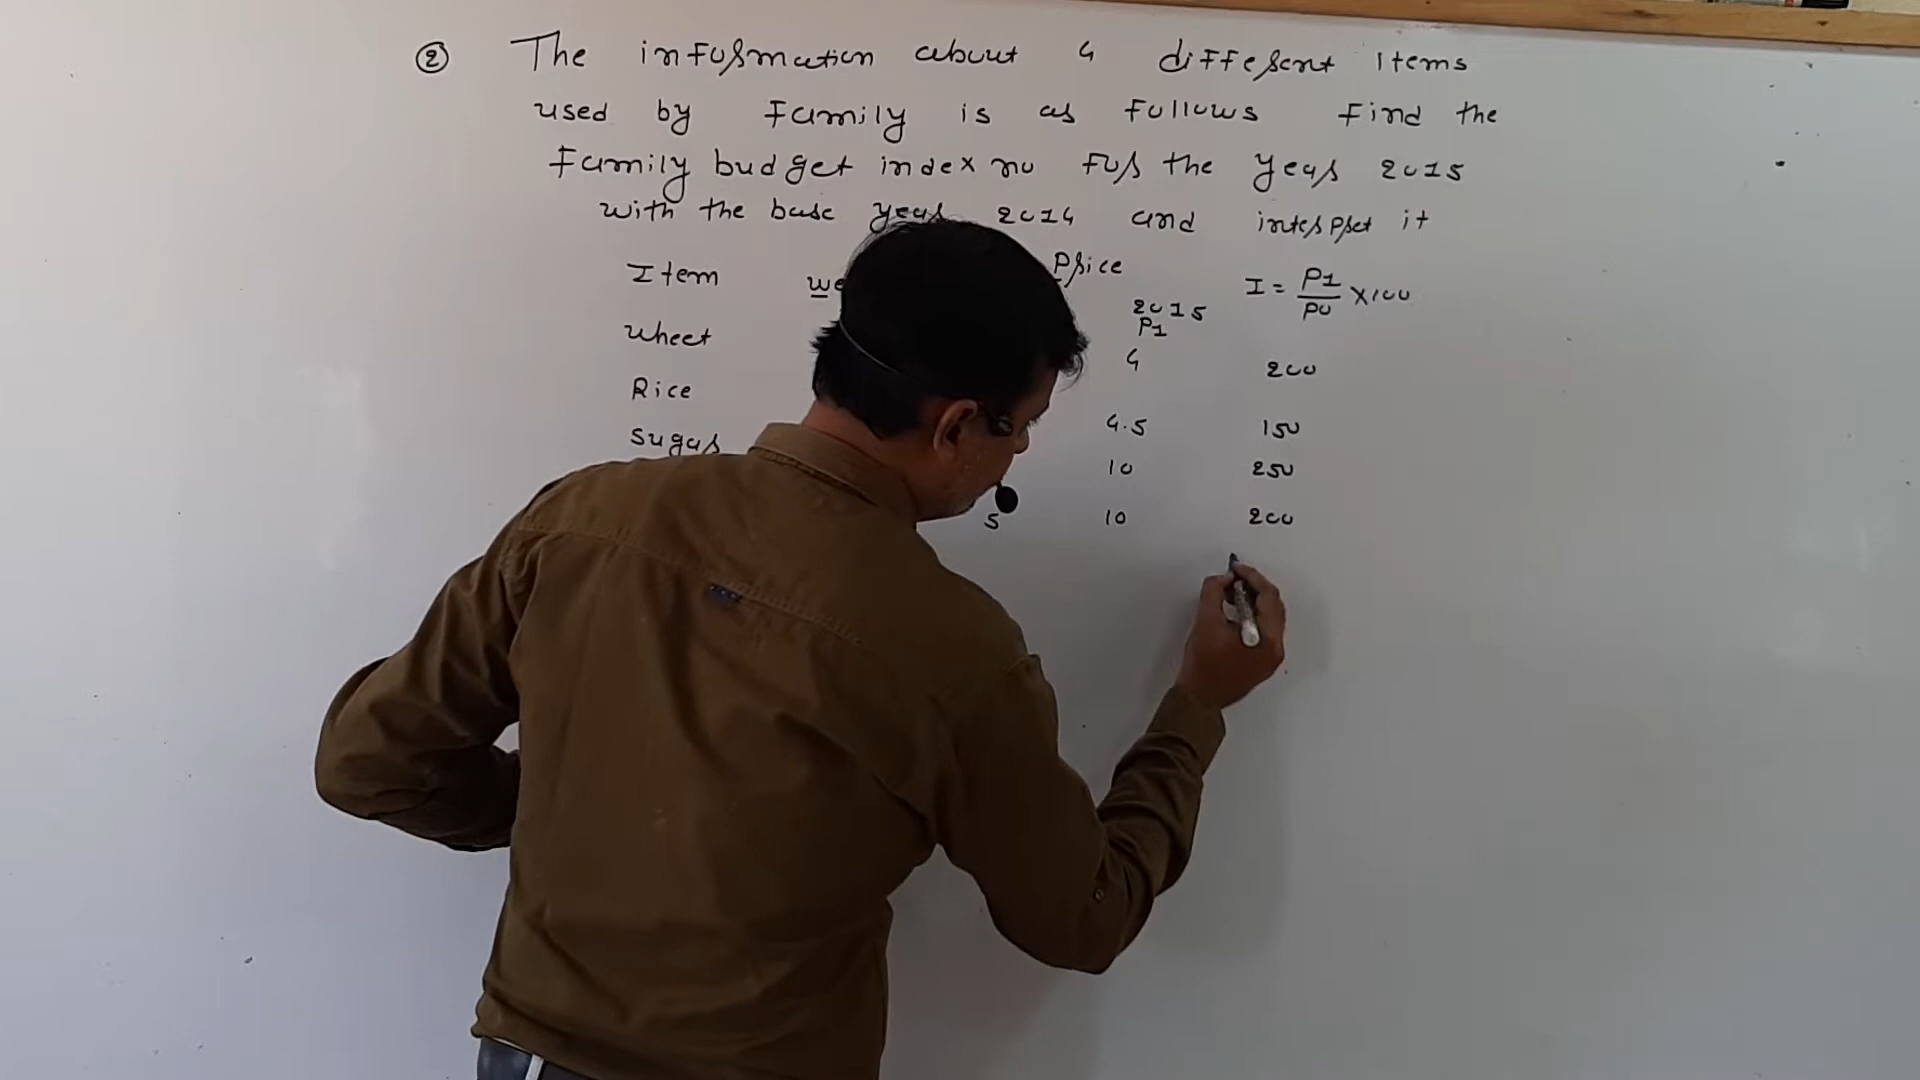 ② The information about 4 different items
used by family is as follows Find the
family budget index no for the year 2015
with the base year 2014 and interpret it
Item Price I = P1/P0 ×100
2015
P1
Wheet 4 200
Rice 4.5 150
Sugar 10 250
5 10 200